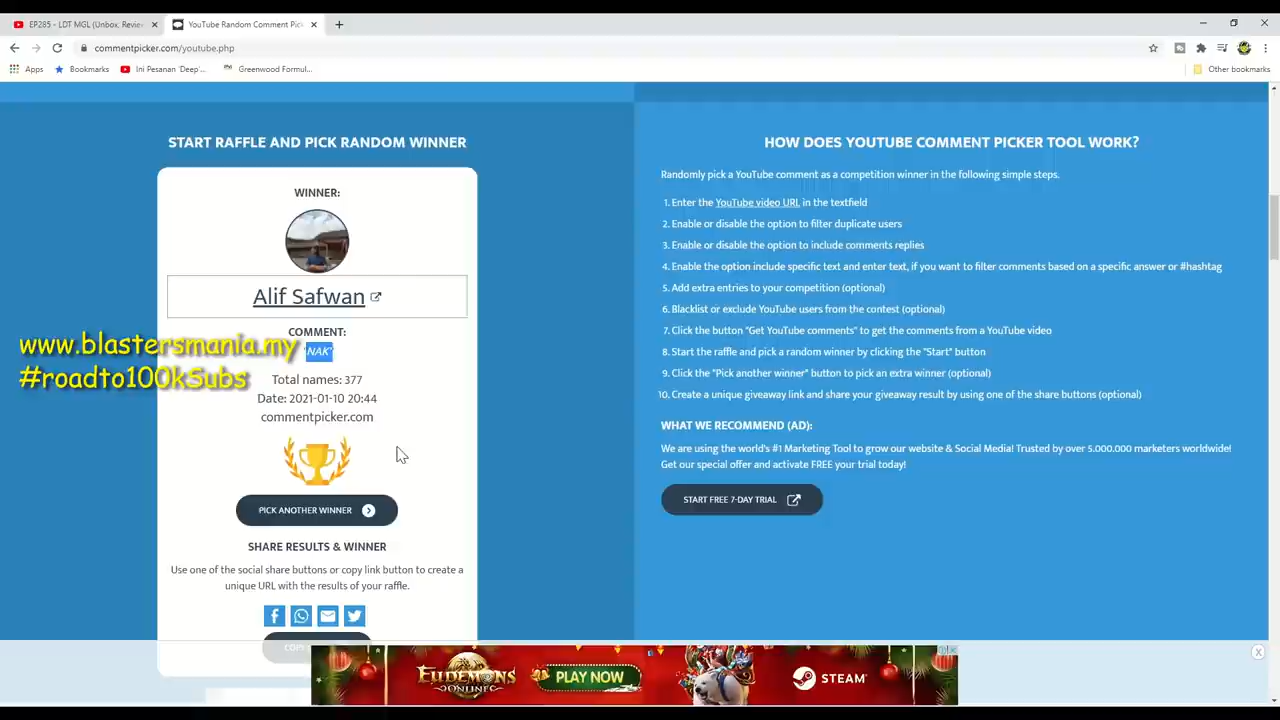 EP285 - LDT MGL (Unbox, Revie
YouTube Random Comment Pick
commentpicker.com/youtube.php
Apps
Bookmarks
Ini Pesanan 'Deep'...
Greenwood Formul...
Other bookmarks
START RAFFLE AND PICK RANDOM WINNER
WINNER:
Alif Safwan
COMMENT:
"NAK"
Total names: 377
Date: 2021-01-10 20:44
commentpicker.com
PICK ANOTHER WINNER
SHARE RESULTS & WINNER
Use one of the social share buttons or copy link button to create a
unique URL with the results of your raffle.
www.blastersmania.my
#roadto100kSubs
HOW DOES YOUTUBE COMMENT PICKER TOOL WORK?
Randomly pick a YouTube comment as a competition winner in the following simple steps.
1. Enter the YouTube video URL in the textfield
2. Enable or disable the option to filter duplicate users
3. Enable or disable the option to include comments replies
4. Enable the option include specific text and enter text, if you want to filter comments based on a specific answer or #hashtag
5. Add extra entries to your competition (optional)
6. Blacklist or exclude YouTube users from the contest (optional)
7. Click the button "Get YouTube comments" to get the comments from a YouTube video
8. Start the raffle and pick a random winner by clicking the "Start" button
9. Click the "Pick another winner" button to pick an extra winner (optional)
10. Create a unique giveaway link and share your giveaway result by using one of the share buttons (optional)
WHAT WE RECOMMEND (AD):
We are using the world's #1 Marketing Tool to grow our website & Social Media! Trusted by over 5.000.000 marketers worldwide!
Get our special offer and activate FREE your trial today!
START FREE 7-DAY TRIAL
EUDEMONS
ONLINE
PLAY NOW
STEAM